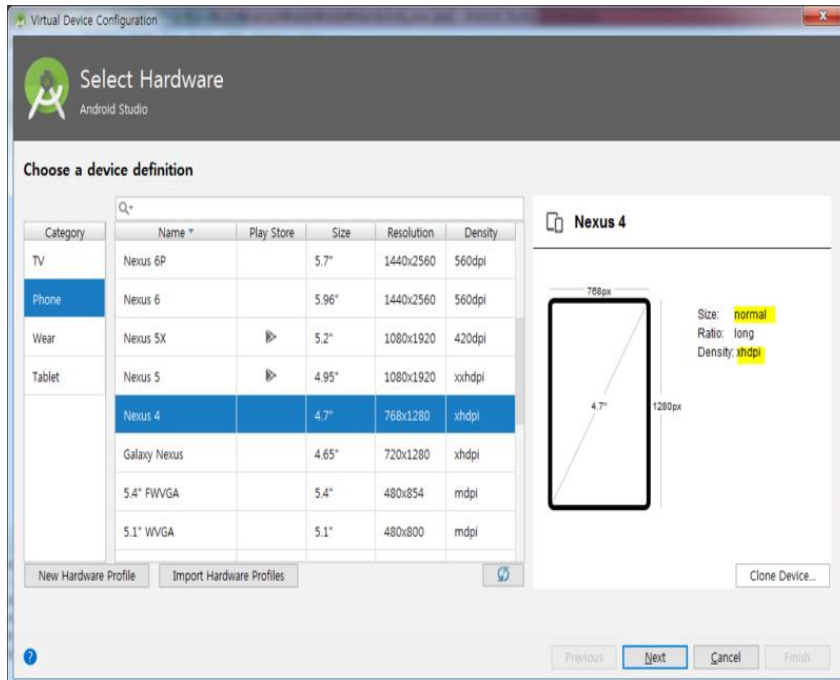 Virtual Device Configuration
Select Hardware
Android Studio
Choose a device definition
Category
TV
Phone
Wear
Tablet
Name Play Store Size Resolution Density
Nexus 6P 5.7" 1440x2560 560dpi
Nexus 6 5.96" 1440x2560 560dpi
Nexus 5X 5.2" 1080x1920 420dpi
Nexus 5 4.95" 1080x1920 xxhdpi
Nexus 4 4.7" 768x1280 xhdpi
Galaxy Nexus 4.65" 720x1280 xhdpi
5.4" FWVGA 5.4" 480x854 mdpi
5.1" WVGA 5.1" 480x800 mdpi
New Hardware Profile Import Hardware Profiles
Nexus 4
768px
4.7"
1280px
Size: normal
Ratio: long
Density: xhdpi
Clone Device...
? Previous Next Cancel Finish